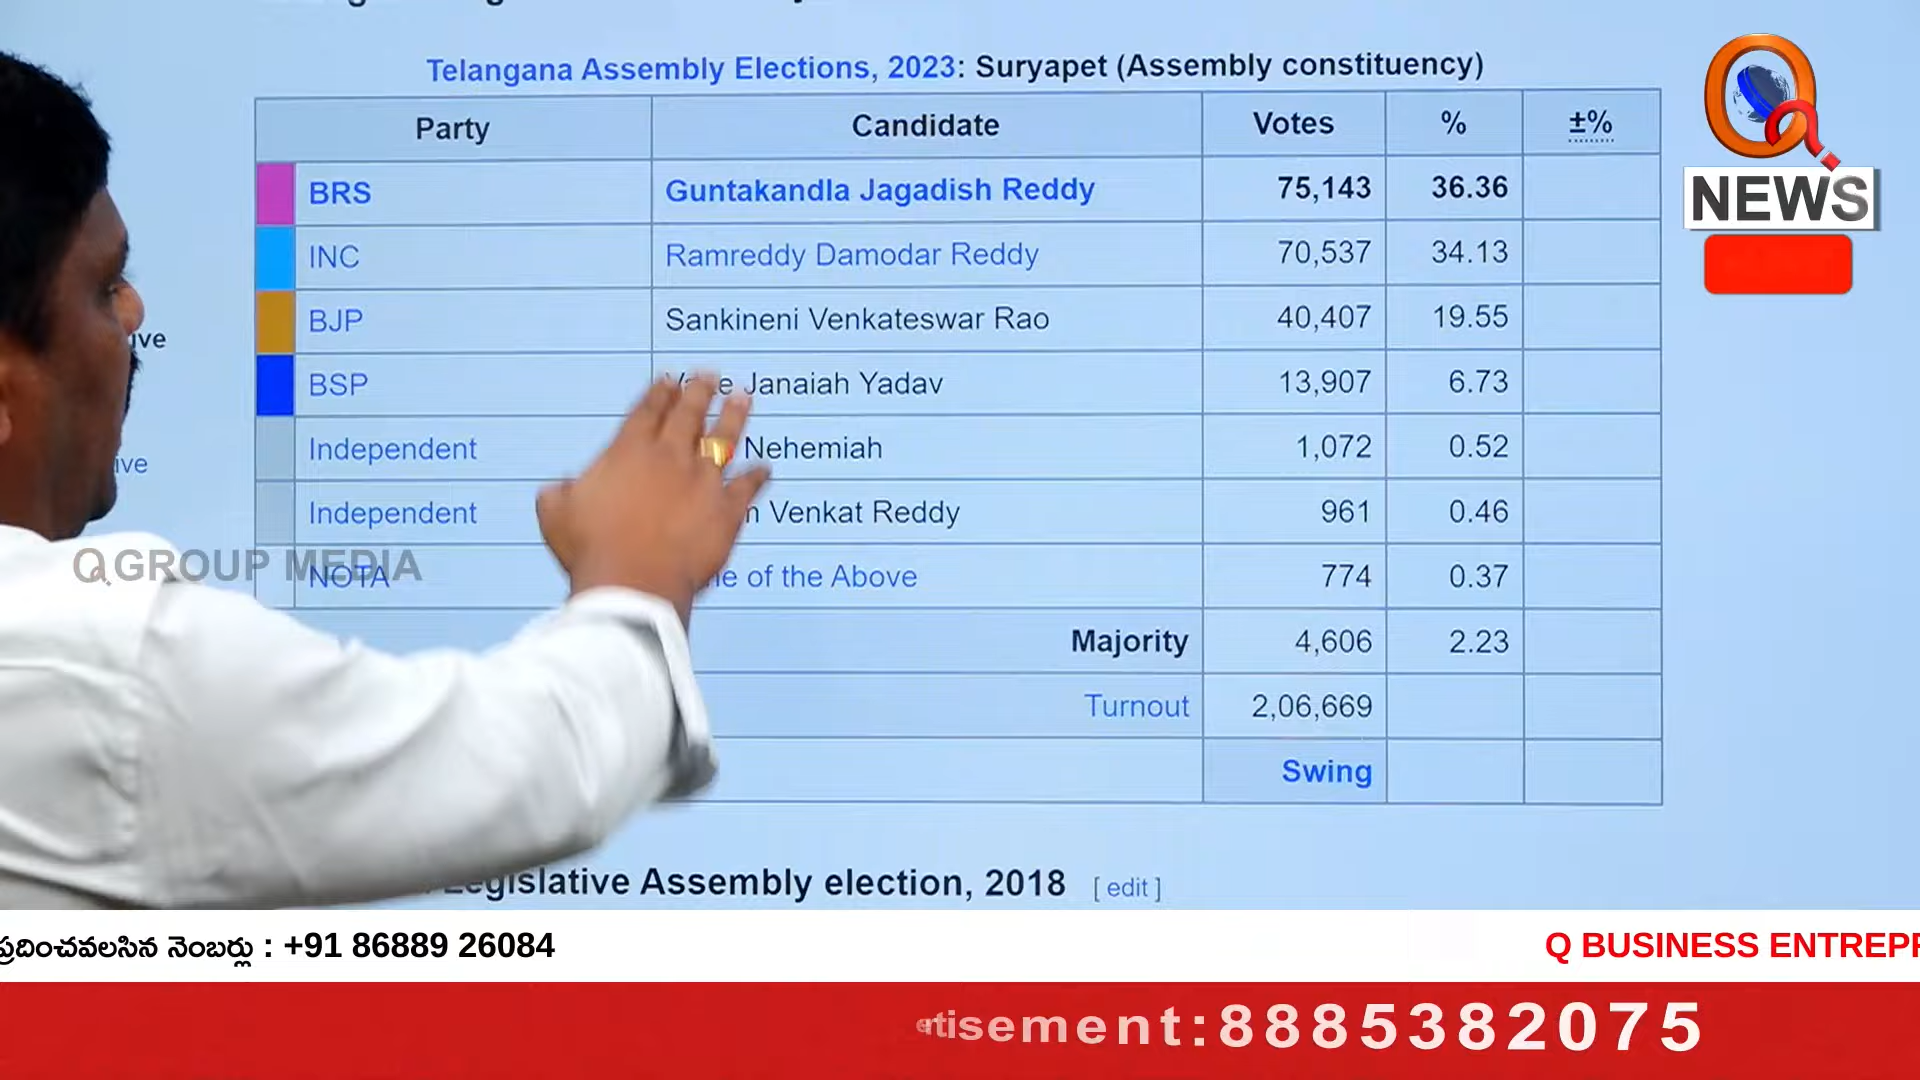 Telangana Assembly Elections, 2023: Suryapet (Assembly constituency)
Party Candidate Votes % ±%
BRS Guntakandla Jagadish Reddy 75,143 36.36
INC Ramreddy Damodar Reddy 70,537 34.13
BJP Sankineni Venkateswar Rao 40,407 19.55
BSP Janaiah Yadav 13,907 6.73
Independent Nehemiah 1,072 0.52
Independent Venkat Reddy 961 0.46
NOTA of the Above 774 0.37
Majority 4,606 2.23
Turnout 2,06,669
Swing
Legislative Assembly election, 2018 [ edit ]
Q NEWS
Q GROUP MEDIA
నెంబర్లు : +91 86889 26084
Q BUSINESS
:8885382075